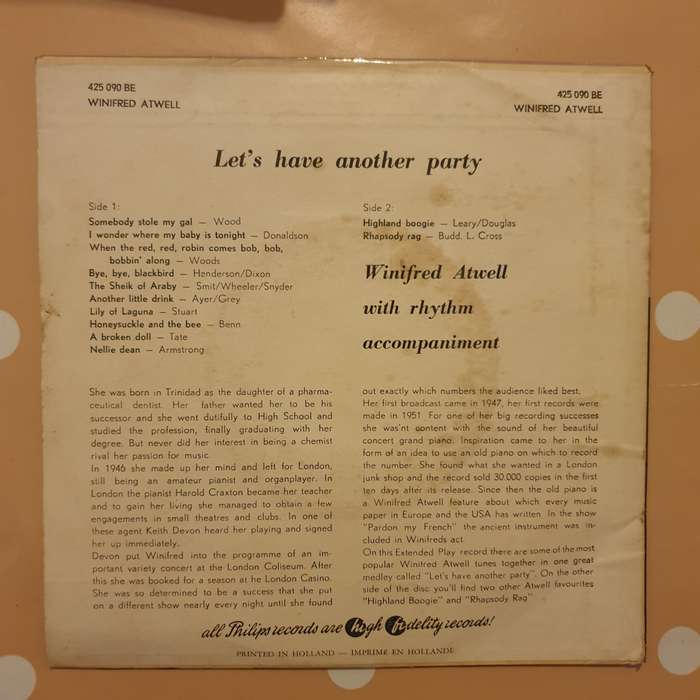 425 090 BE
WINIFRED ATWELL
425 090 BE
WINIFRED ATWELL
Let's have another party
Side 1:
Somebody stole my gal — Wood
I wonder where my baby is tonight — Donaldson
When the red, red, robin comes bob, bob,
bobbin' along — Woods
Bye, bye, blackbird — Henderson/Dixon
The Sheik of Araby — Smit/Wheeler/Snyder
Another little drink — Ayer/Grey
Lily of Laguna — Stuart
Honeysuckle and the bee — Benn
A broken doll — Tate
Nellie dean — Armstrong
Side 2:
Highland boogie — Leary/Douglas
Rhapsody rag — Budd. L. Cross
Winifred Atwell
with rhythm
accompaniment
She was born in Trinidad as the daughter of a pharma-
ceutical dentist. Her father wanted her to be his
successor and she went dutifully to High School and
studied the profession, finally graduating with her
degree. But never did her interest in being a chemist
rival her passion for music.
In 1946 she made up her mind and left for London,
still being an amateur pianist and organplayer. In
London the pianist Harold Craxton became her teacher
and to gain her living she managed to obtain a few
engagements in small theatres and clubs. In one of
these agent Keith Devon heard her playing and signed
her up immediately.
Devon put Winifred into the programme of an im-
portant variety concert at the London Coliseum. After
this she was booked for a season at he London Casino.
She was so determined to be a success that she put
on a different show nearly every night until she found
out exactly which numbers the audience liked best.
Her first broadcast came in 1947, her first records were
made in 1951. For one of her big recording successes
she was'nt content with the sound of her beautiful
concert grand piano. Inspiration came to her in the
form of an idea to use an old piano on which to record
the number. She found what she wanted in a London
junk shop and the record sold 30.000 copies in the first
ten days after its release. Since then the old piano is
a Winifred Atwell feature about which every music
paper in Europe and the USA has written. In the show
"Pardon my French" the ancient instrument was in-
cluded in Winifreds act.
On this Extended Play record there are some of the most
popular Winifred Atwell tunes together in one great
medley called "Let's have another party". On the other
side of the disc you'll find two other Atwell favourites
"Highland Boogie" and "Rhapsody Rag"
all Philips records are high fidelity records!
PRINTED IN HOLLAND — IMPRIMÉ EN HOLLANDE